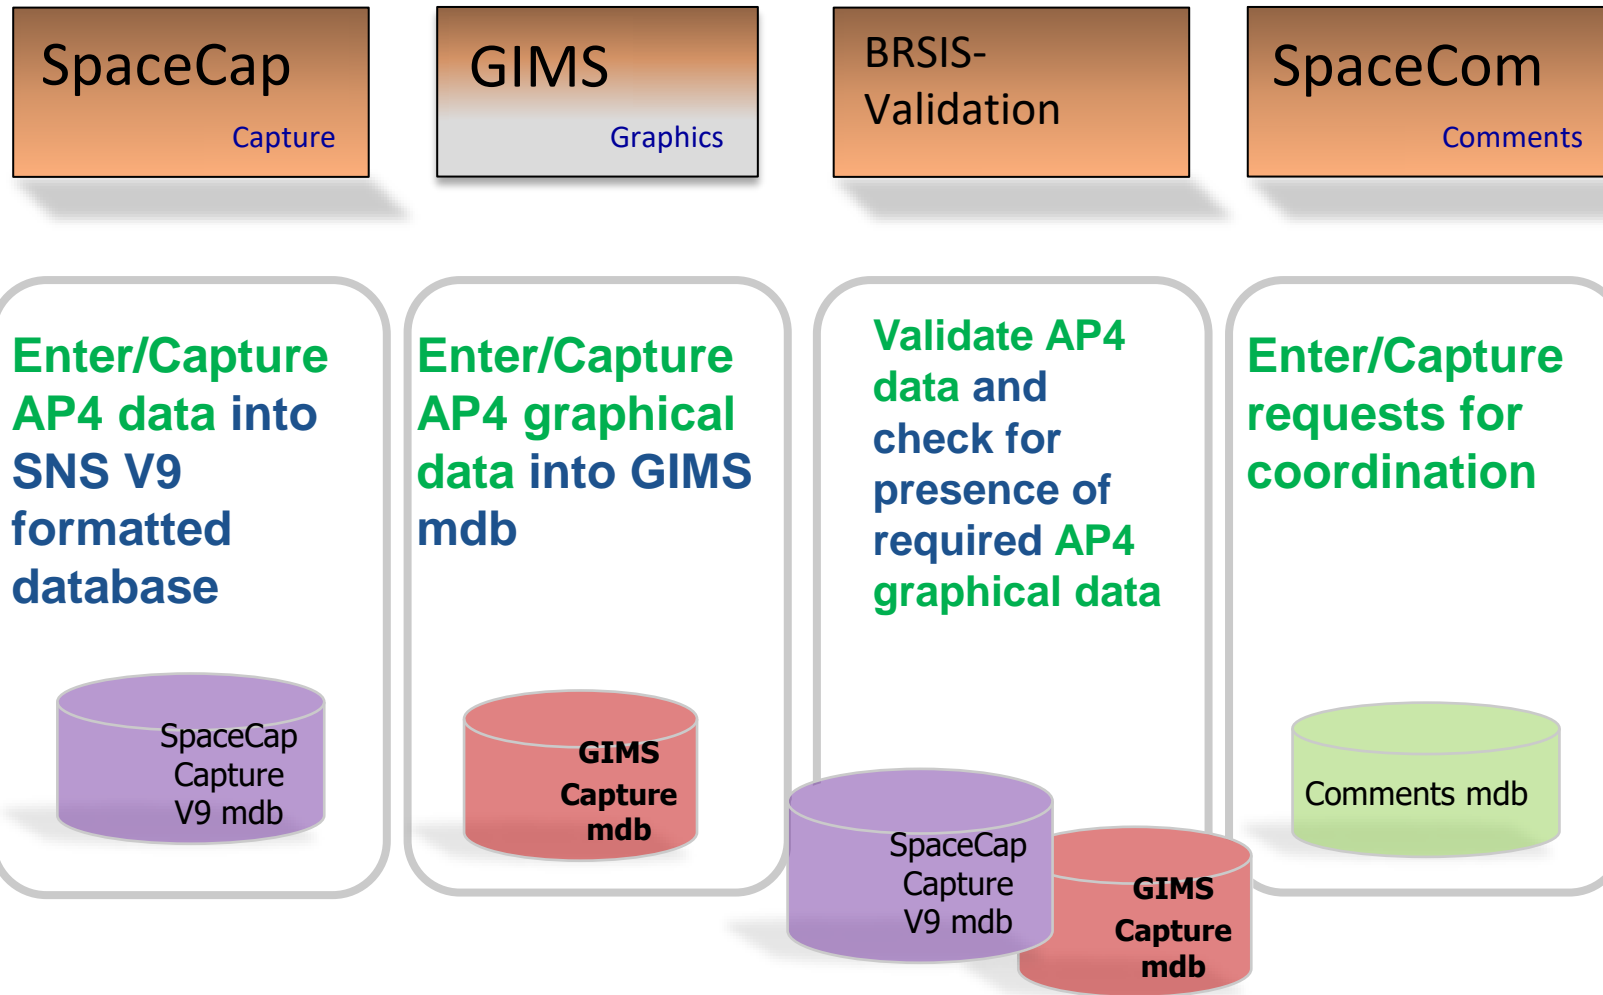 SpaceCap
Capture
GIMS
Graphics
BRSIS-
Validation
SpaceCom
Comments
Enter/Capture
AP4 data into
SNS V9
formatted
database
SpaceCap
Capture
V9 mdb
Enter/Capture
AP4 graphical
data into GIMS
mdb
GIMS
Capture
mdb
Validate AP4
data and
check for
presence of
required AP4
graphical data
SpaceCap
Capture
V9 mdb
GIMS
Capture
mdb
Enter/Capture
requests for
coordination
Comments mdb